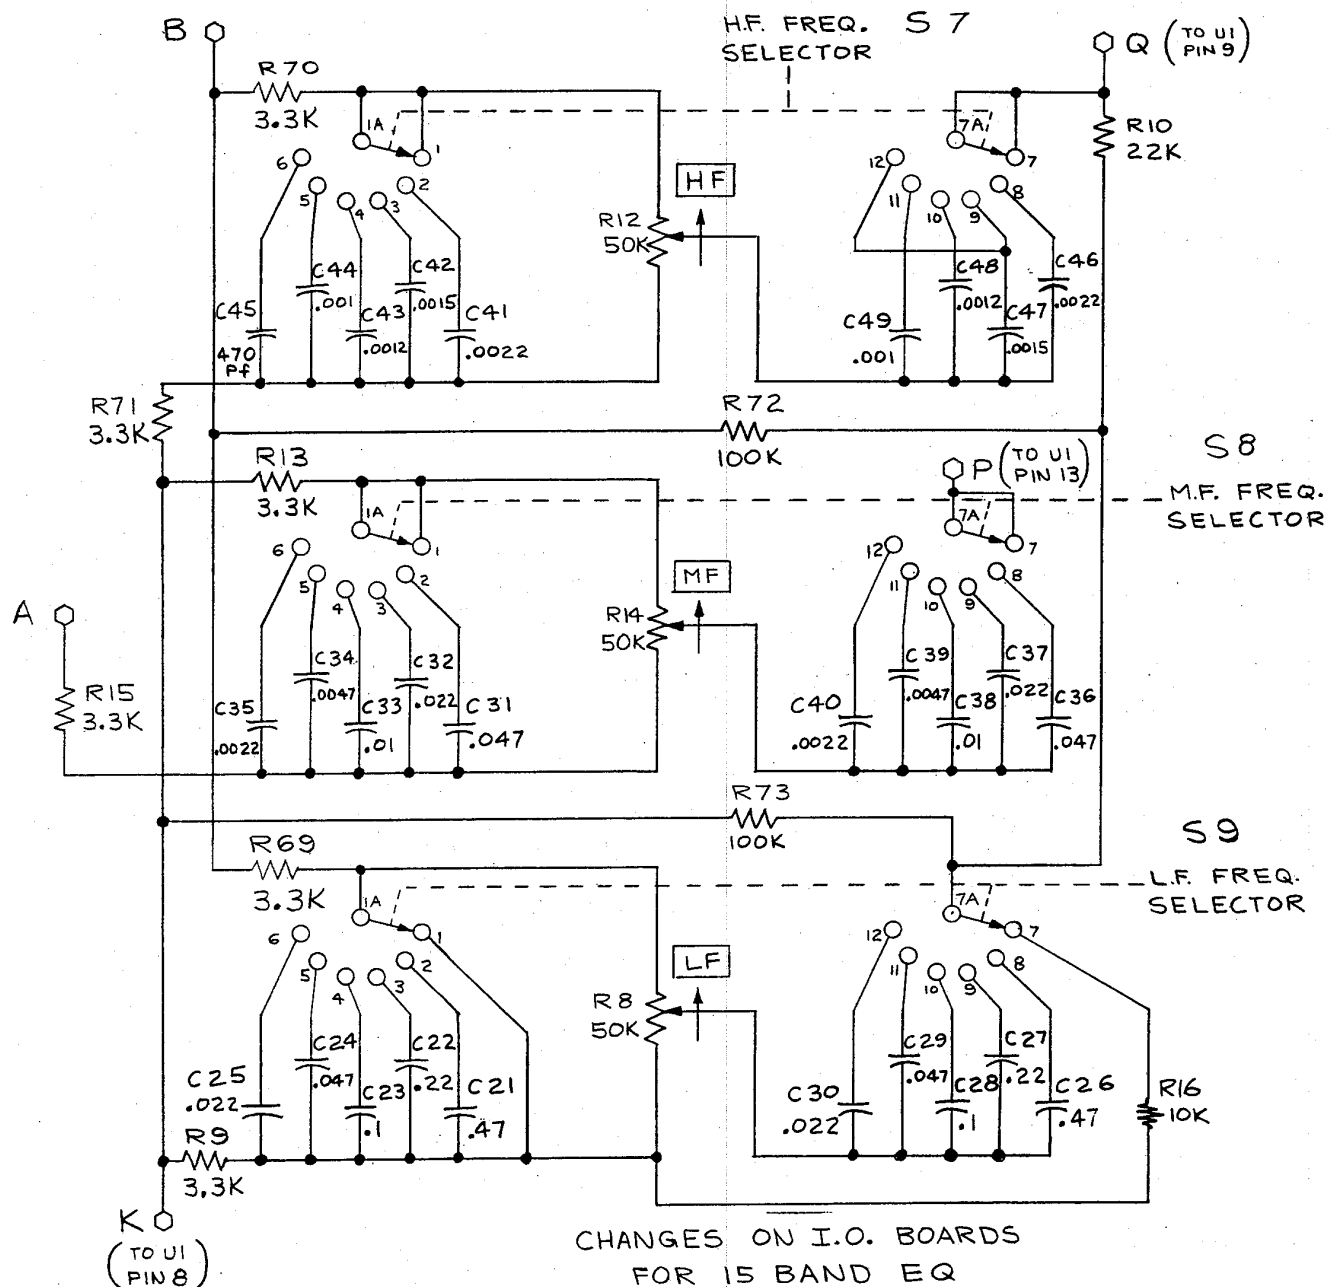 B
H.F. FREQ.
SELECTOR
S7
Q (TO U1
PIN 9)
R70
3.3K
1A
1
6
5
4
3
2
HF
R12
50K
7A
7
12
11
10
9
8
R10
22K
C45
470
Pf
C44
.001
C43
.0012
C42
.0015
C41
.0022
C49
.001
C48
.0012
C47
.0015
C46
.0022
R71
3.3K
R72
100K
R13
3.3K
P (TO U1
PIN 13)
S8
M.F. FREQ.
SELECTOR
1A
1
6
5
4
3
2
MF
R14
50K
7A
7
12
11
10
9
8
A
R15
3.3K
C35
.0022
C34
.0047
C33
.01
C32
.022
C31
.047
C40
.0022
C39
.0047
C38
.01
C37
.022
C36
.047
R73
100K
R69
3.3K
S9
L.F. FREQ.
SELECTOR
1A
1
6
5
4
3
2
LF
R8
50K
7A
7
12
11
10
9
8
C25
.022
C24
.047
C23
.1
C22
.22
C21
.47
C30
.022
C29
.047
C28
.1
C27
.22
C26
.47
R16
10K
R9
3.3K
K
(TO U1
PIN 8)
CHANGES ON I.O. BOARDS
FOR 15 BAND EQ